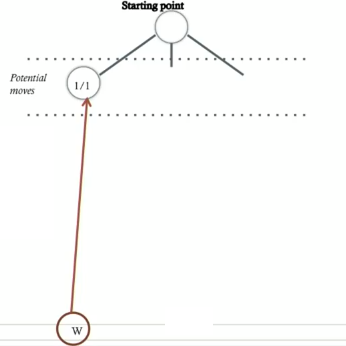 Starting point
Potential
moves
1/1
W